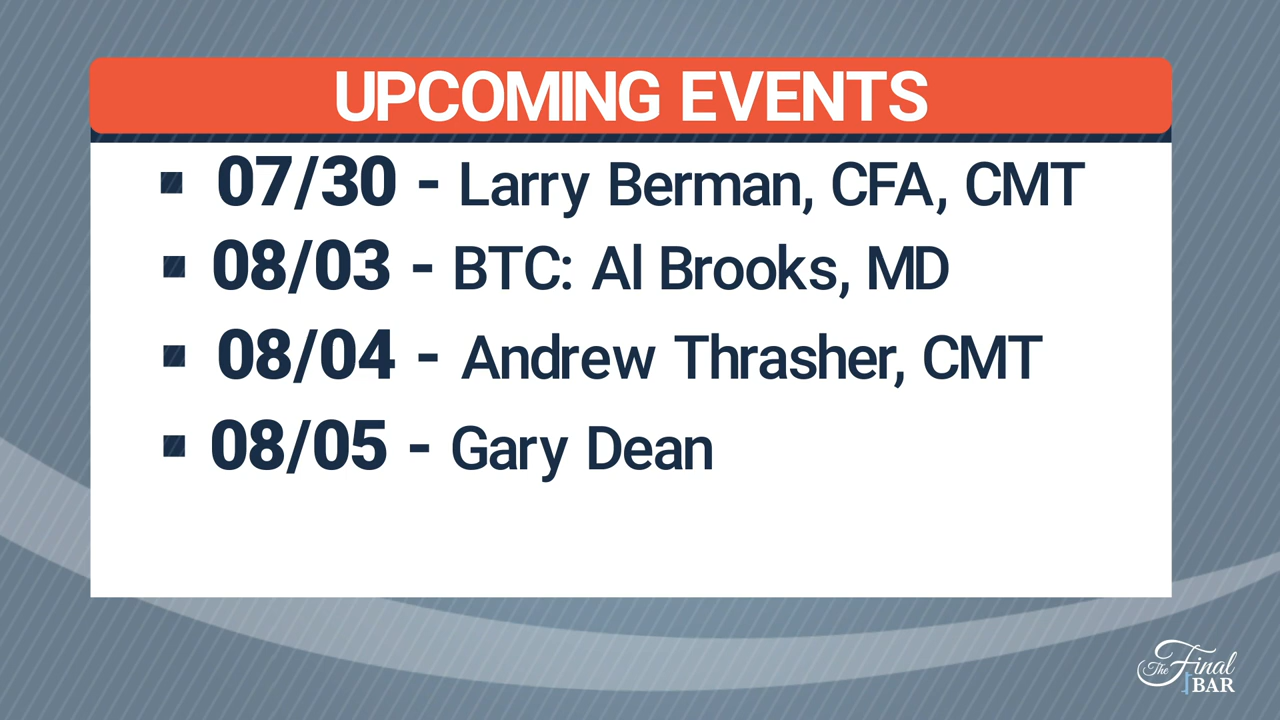 UPCOMING EVENTS
▪ 07/30 - Larry Berman, CFA, CMT
▪ 08/03 - BTC: Al Brooks, MD
▪ 08/04 - Andrew Thrasher, CMT
▪ 08/05 - Gary Dean
The Final
BAR